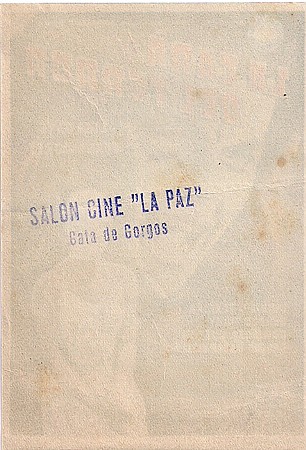 SALON CINE "LA PAZ"
Gata de Gorgos